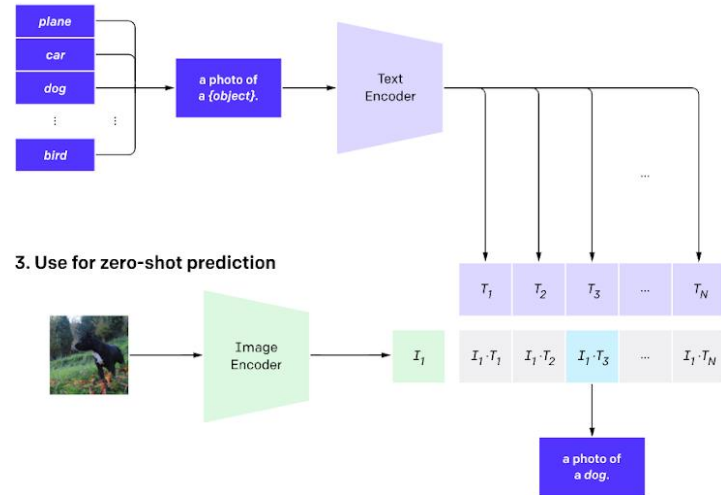 plane
car
dog
⋮ ⋮
bird
a photo of
a {object}.
Text
Encoder
...
3. Use for zero-shot prediction
T1 T2 T3 ... TN
Image
Encoder
I1
I1·T1 I1·T2 I1·T3 ... I1·TN
a photo of
a dog.